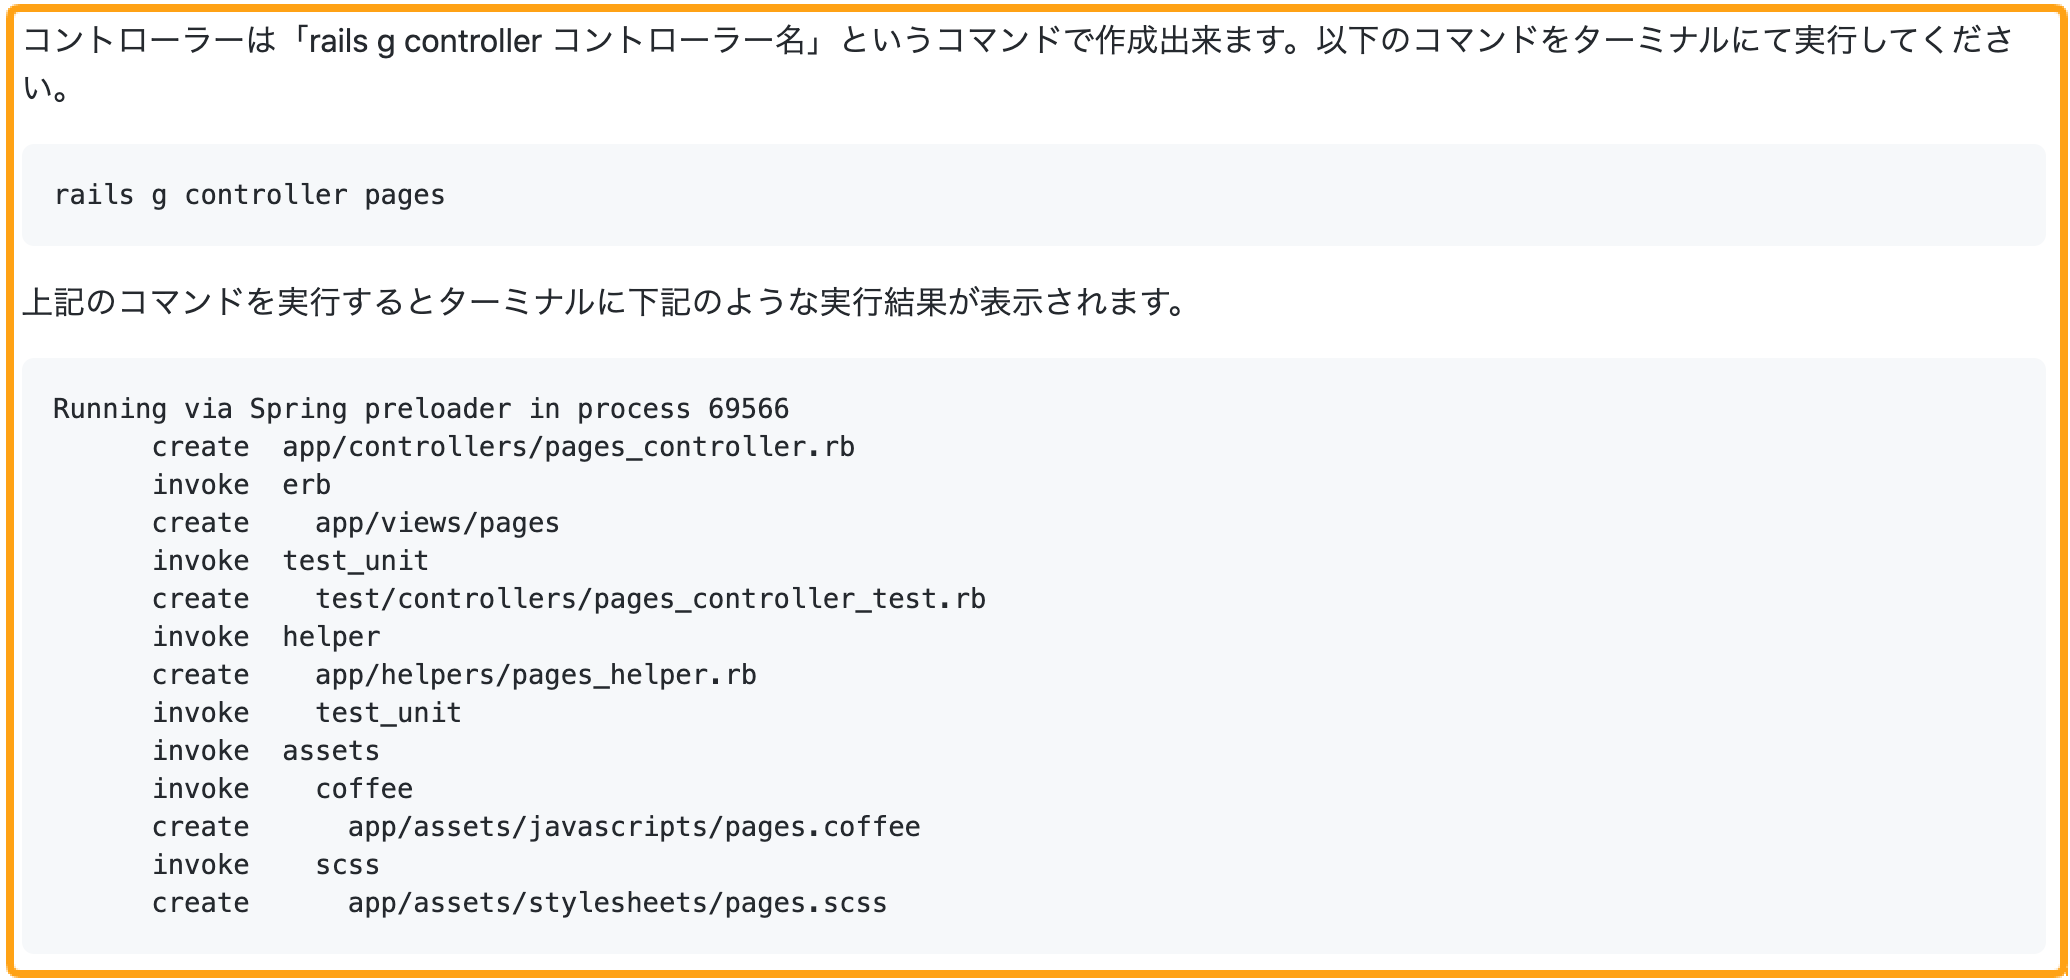 コントローラーは「rails g controller コントローラー名」というコマンドで作成出来ます。以下のコマンドをターミナルにて実行してくださ
い。
rails g controller pages
上記のコマンドを実行するとターミナルに下記のような実行結果が表示されます。
Running via Spring preloader in process 69566
      create  app/controllers/pages_controller.rb
      invoke  erb
      create    app/views/pages
      invoke  test_unit
      create    test/controllers/pages_controller_test.rb
      invoke  helper
      create    app/helpers/pages_helper.rb
      invoke    test_unit
      invoke  assets
      invoke    coffee
      create      app/assets/javascripts/pages.coffee
      invoke    scss
      create      app/assets/stylesheets/pages.scss